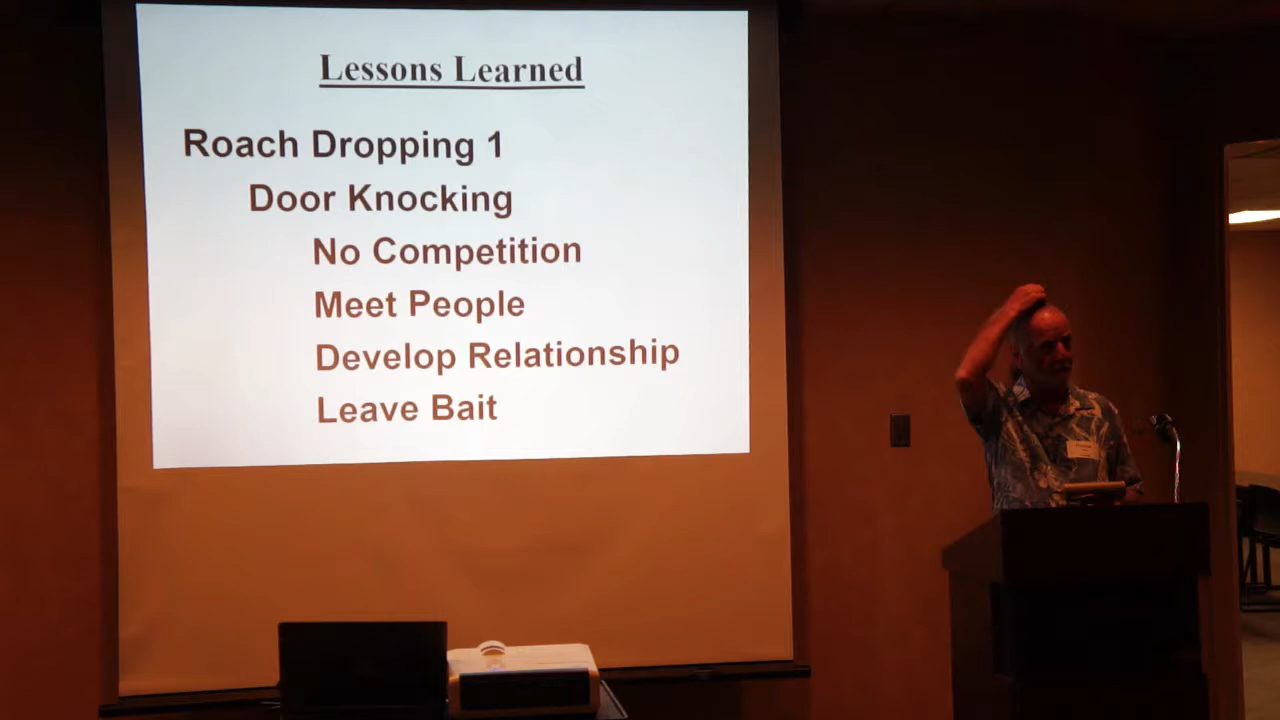 Lessons Learned
Roach Dropping 1
Door Knocking
No Competition
Meet People
Develop Relationship
Leave Bait